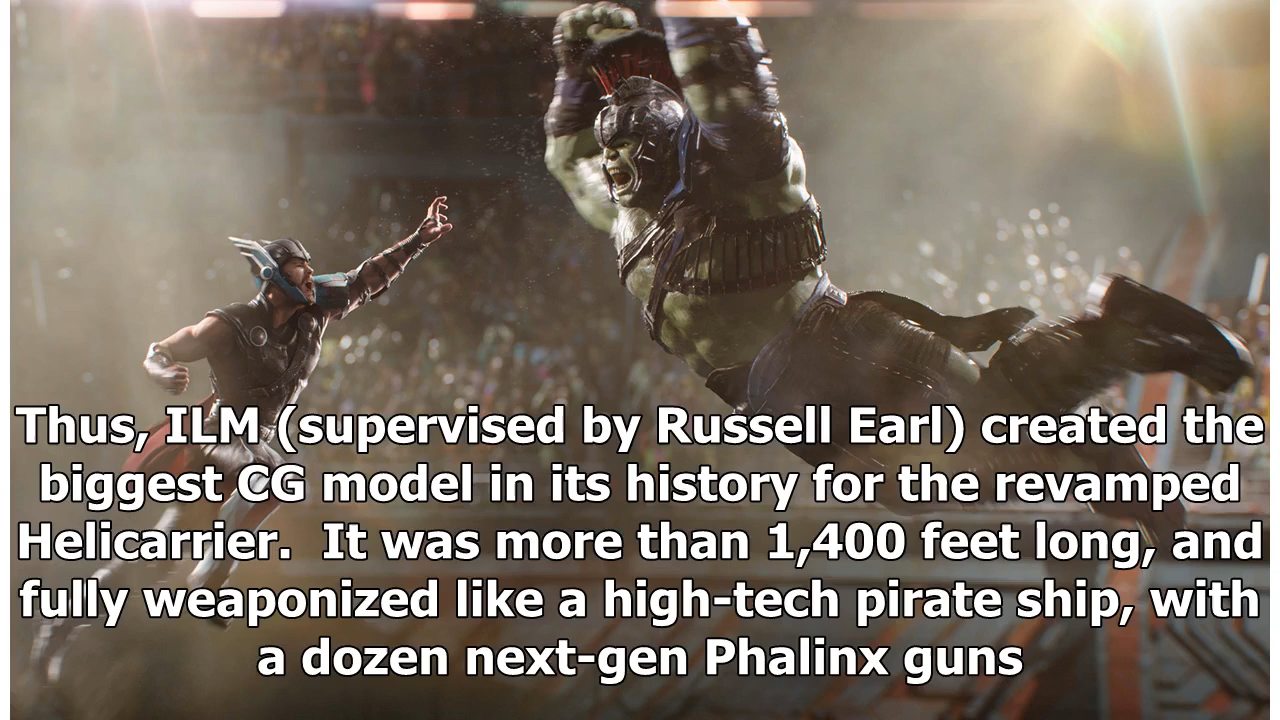 Thus, ILM (supervised by Russell Earl) created the
biggest CG model in its history for the revamped
Helicarrier.  It was more than 1,400 feet long, and
fully weaponized like a high-tech pirate ship, with
a dozen next-gen Phalinx guns